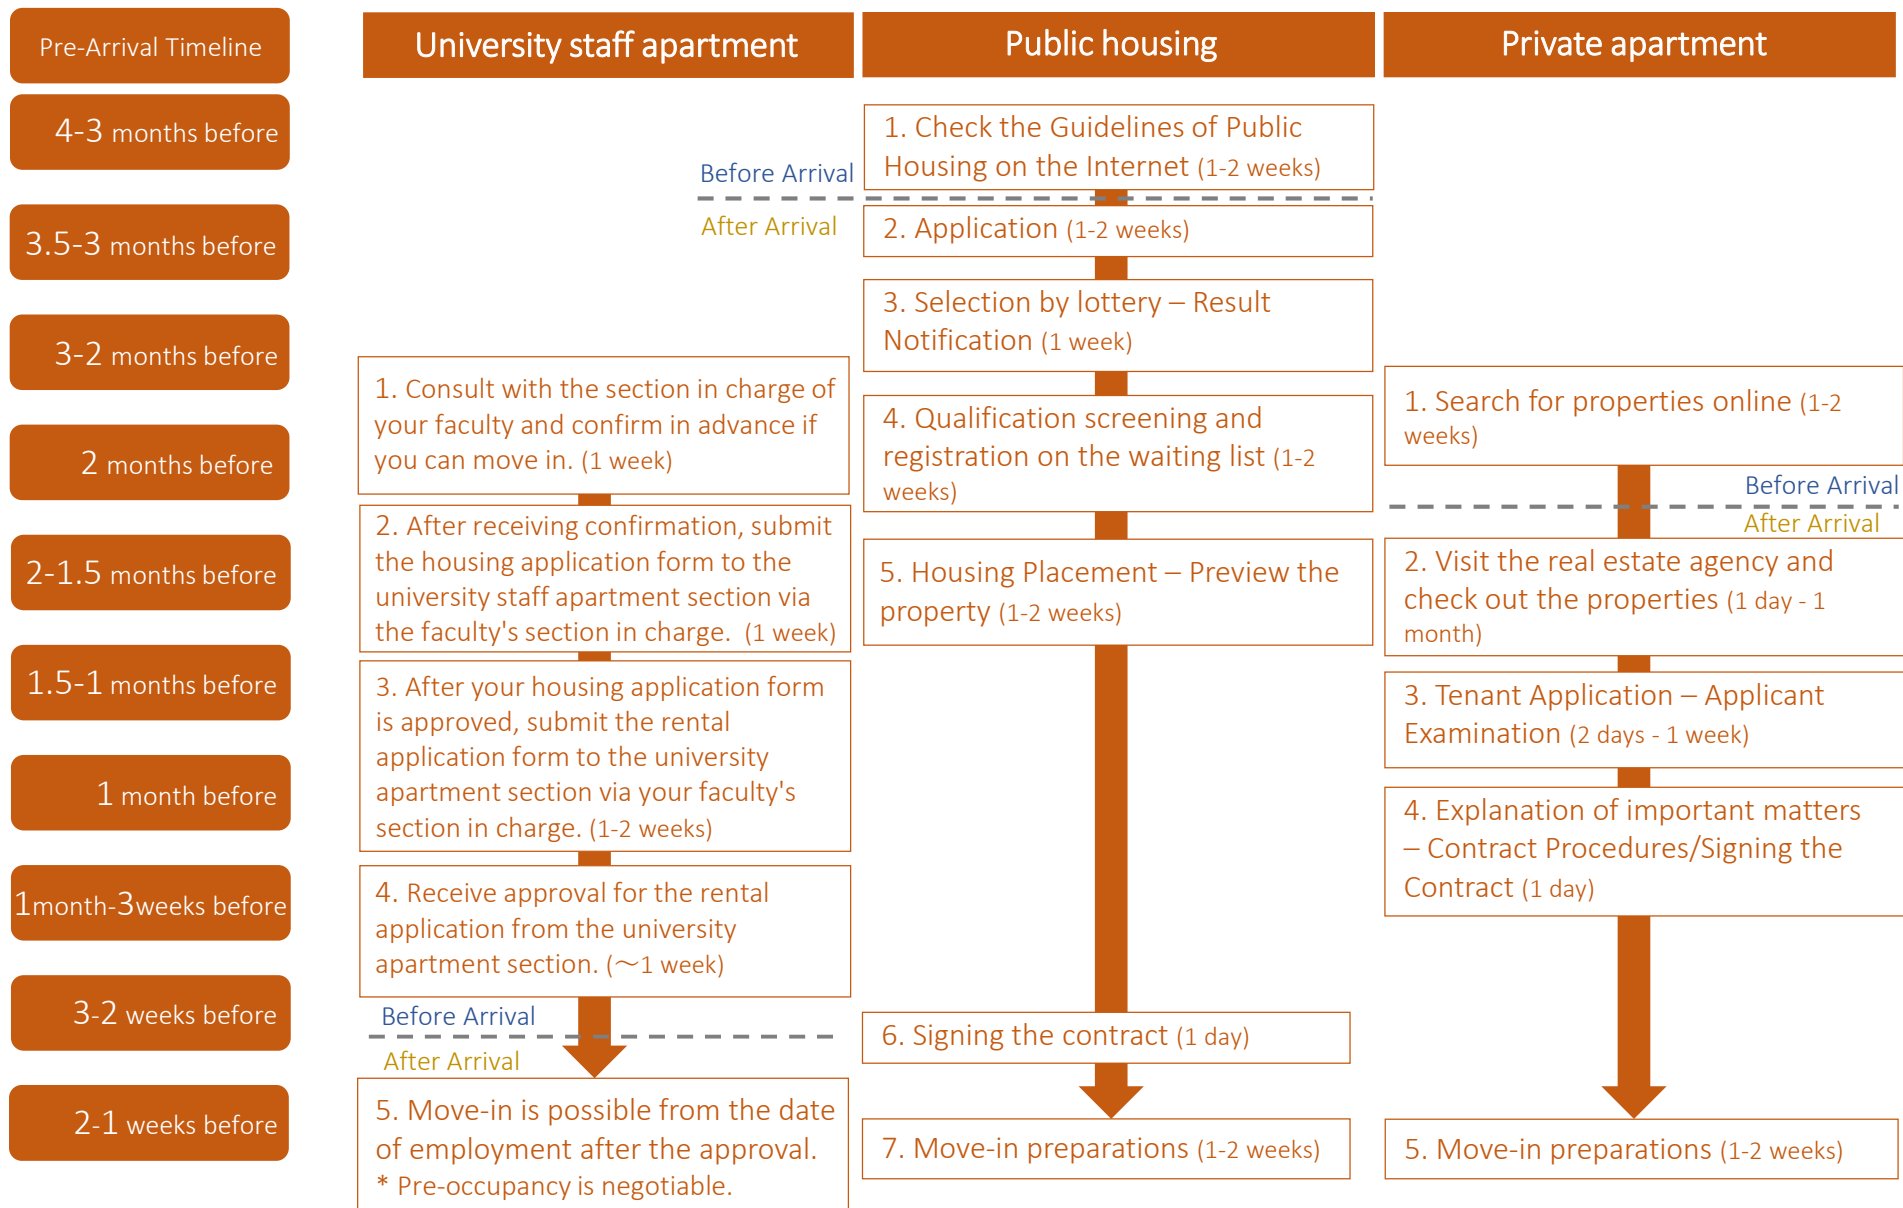 Pre-Arrival Timeline
4-3 months before
3.5-3 months before
3-2 months before
2 months before
2-1.5 months before
1.5-1 months before
1 month before
1month-3weeks before
3-2 weeks before
2-1 weeks before
University staff apartment
1. Consult with the section in charge of
your faculty and confirm in advance if
you can move in. (1 week)
2. After receiving confirmation, submit
the housing application form to the
university staff apartment section via
the faculty's section in charge. (1 week)
3. After your housing application form
is approved, submit the rental
application form to the university
apartment section via your faculty's
section in charge. (1-2 weeks)
4. Receive approval for the rental
application from the university
apartment section. (～1 week)
Before Arrival
After Arrival
5. Move-in is possible from the date
of employment after the approval.
* Pre-occupancy is negotiable.
Public housing
1. Check the Guidelines of Public
Housing on the Internet (1-2 weeks)
Before Arrival
After Arrival
2. Application (1-2 weeks)
3. Selection by lottery – Result
Notification (1 week)
4. Qualification screening and
registration on the waiting list (1-2
weeks)
5. Housing Placement – Preview the
property (1-2 weeks)
6. Signing the contract (1 day)
7. Move-in preparations (1-2 weeks)
Private apartment
1. Search for properties online (1-2
weeks)
Before Arrival
After Arrival
2. Visit the real estate agency and
check out the properties (1 day - 1
month)
3. Tenant Application – Applicant
Examination (2 days - 1 week)
4. Explanation of important matters
– Contract Procedures/Signing the
Contract (1 day)
5. Move-in preparations (1-2 weeks)